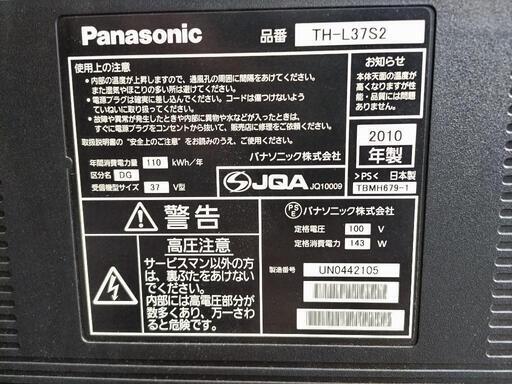 Panasonic
品番 TH-L37S2
使用上の注意
•内部の温度が上昇しますので、通風孔の周囲に間隔をあけてください。
また湿気やほこりの多い所は避けてください。
•電源プラグは確実に差し込んでください。コードは傷つけないよう
ていねいに取り扱ってください。
•故障や異常が発生したときや内部に異物や水などが入ったときは、
すぐに電源プラグをコンセントから抜いて、販売店に修理をご依頼ください。
取扱説明書の“安全上のご注意”をお読みのうえ、ご使用ください。
お知らせ
本体天面の温度が
高くなりますが性
能・品質には問題
ありません。
年間消費電力量 110 kWh/年
区分名 DG
受信機型サイズ 37 V型
パナソニック株式会社
JQA JQ10009
2010
年製
>PS< 日本製
TBMH679-1
警告
高圧注意
サービスマン以外の方
は、裏ぶたをあけない
でください。
内部には高電圧部分が
数多くあり、万一さわ
ると危険です。
PSE パナソニック株式会社
定格電圧 100 V
定格消費電力 143 W
製造番号 UN0442105